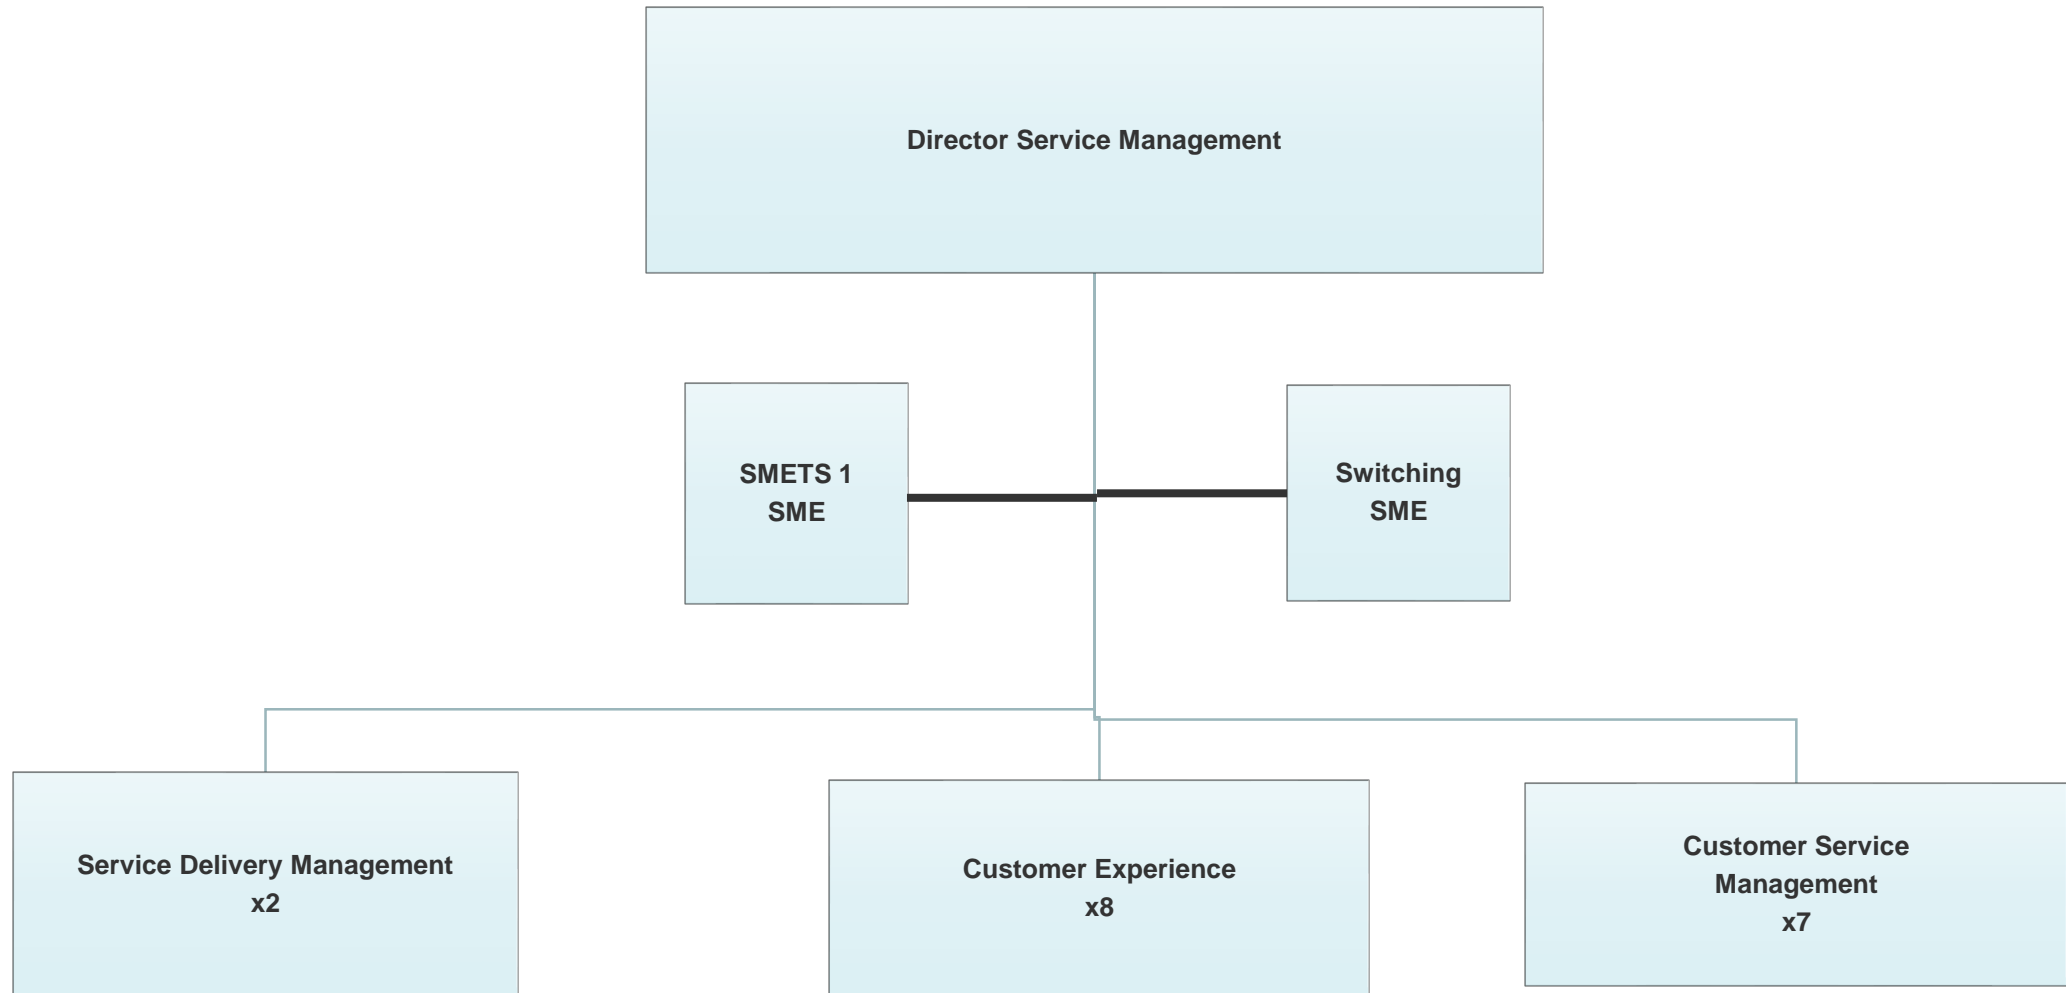 Director Service Management
SMETS 1
SME
Switching
SME
Service Delivery Management
x2
Customer Experience
x8
Customer Service
Management
x7